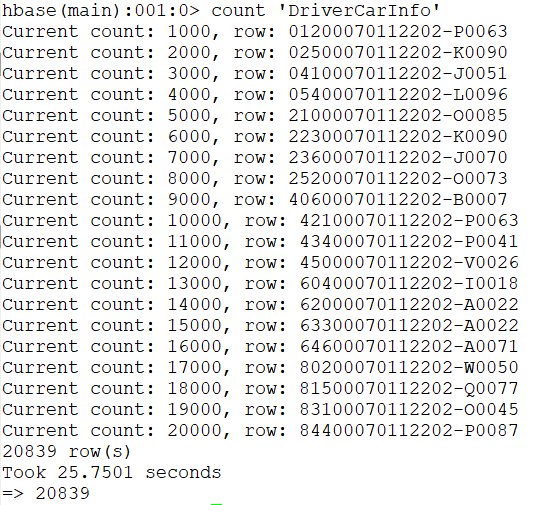 hbase(main):001:0> count 'DriverCarInfo'
Current count: 1000, row: 01200070112202-P0063
Current count: 2000, row: 02500070112202-K0090
Current count: 3000, row: 04100070112202-J0051
Current count: 4000, row: 05400070112202-L0096
Current count: 5000, row: 21000070112202-O0085
Current count: 6000, row: 22300070112202-K0090
Current count: 7000, row: 23600070112202-J0070
Current count: 8000, row: 25200070112202-O0073
Current count: 9000, row: 40600070112202-B0007
Current count: 10000, row: 42100070112202-P0063
Current count: 11000, row: 43400070112202-P0041
Current count: 12000, row: 45000070112202-V0026
Current count: 13000, row: 60400070112202-I0018
Current count: 14000, row: 62000070112202-A0022
Current count: 15000, row: 63300070112202-A0022
Current count: 16000, row: 64600070112202-A0071
Current count: 17000, row: 80200070112202-W0050
Current count: 18000, row: 81500070112202-Q0077
Current count: 19000, row: 83100070112202-O0045
Current count: 20000, row: 84400070112202-P0087
20839 row(s)
Took 25.7501 seconds
=> 20839